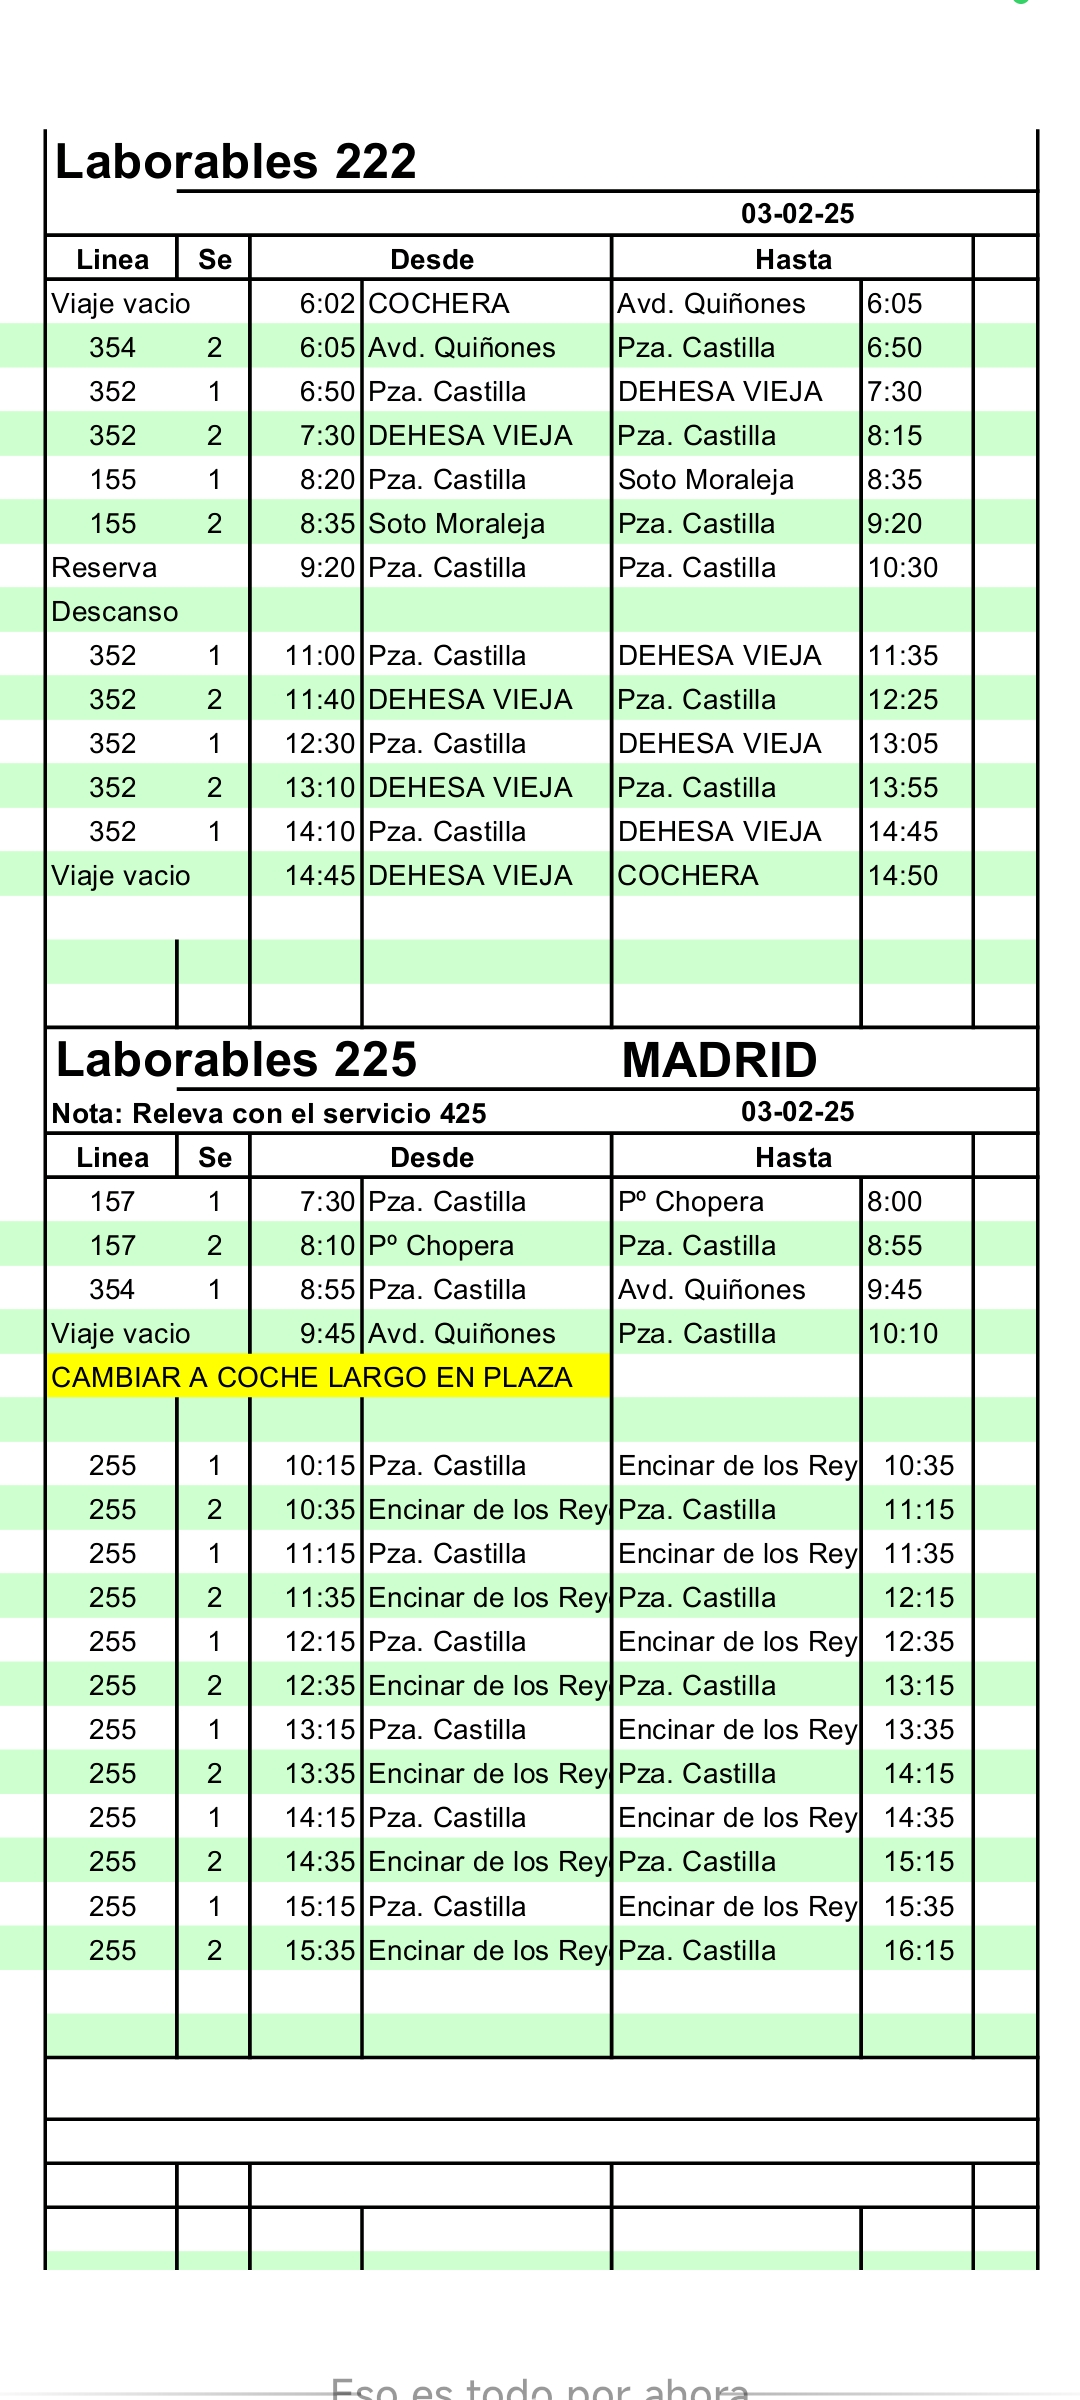 Laborables 222
03-02-25
Linea Se Desde Hasta
Viaje vacio 6:02 COCHERA Avd. Quiñones 6:05
354 2 6:05 Avd. Quiñones Pza. Castilla 6:50
352 1 6:50 Pza. Castilla DEHESA VIEJA 7:30
352 2 7:30 DEHESA VIEJA Pza. Castilla 8:15
155 1 8:20 Pza. Castilla Soto Moraleja 8:35
155 2 8:35 Soto Moraleja Pza. Castilla 9:20
Reserva 9:20 Pza. Castilla Pza. Castilla 10:30
Descanso
352 1 11:00 Pza. Castilla DEHESA VIEJA 11:35
352 2 11:40 DEHESA VIEJA Pza. Castilla 12:25
352 1 12:30 Pza. Castilla DEHESA VIEJA 13:05
352 2 13:10 DEHESA VIEJA Pza. Castilla 13:55
352 1 14:10 Pza. Castilla DEHESA VIEJA 14:45
Viaje vacio 14:45 DEHESA VIEJA COCHERA 14:50
Laborables 225 MADRID
Nota: Releva con el servicio 425 03-02-25
Linea Se Desde Hasta
157 1 7:30 Pza. Castilla Pº Chopera 8:00
157 2 8:10 Pº Chopera Pza. Castilla 8:55
354 1 8:55 Pza. Castilla Avd. Quiñones 9:45
Viaje vacio 9:45 Avd. Quiñones Pza. Castilla 10:10
CAMBIAR A COCHE LARGO EN PLAZA
255 1 10:15 Pza. Castilla Encinar de los Rey 10:35
255 2 10:35 Encinar de los Rey Pza. Castilla 11:15
255 1 11:15 Pza. Castilla Encinar de los Rey 11:35
255 2 11:35 Encinar de los Rey Pza. Castilla 12:15
255 1 12:15 Pza. Castilla Encinar de los Rey 12:35
255 2 12:35 Encinar de los Rey Pza. Castilla 13:15
255 1 13:15 Pza. Castilla Encinar de los Rey 13:35
255 2 13:35 Encinar de los Rey Pza. Castilla 14:15
255 1 14:15 Pza. Castilla Encinar de los Rey 14:35
255 2 14:35 Encinar de los Rey Pza. Castilla 15:15
255 1 15:15 Pza. Castilla Encinar de los Rey 15:35
255 2 15:35 Encinar de los Rey Pza. Castilla 16:15
Eso es todo por ahora